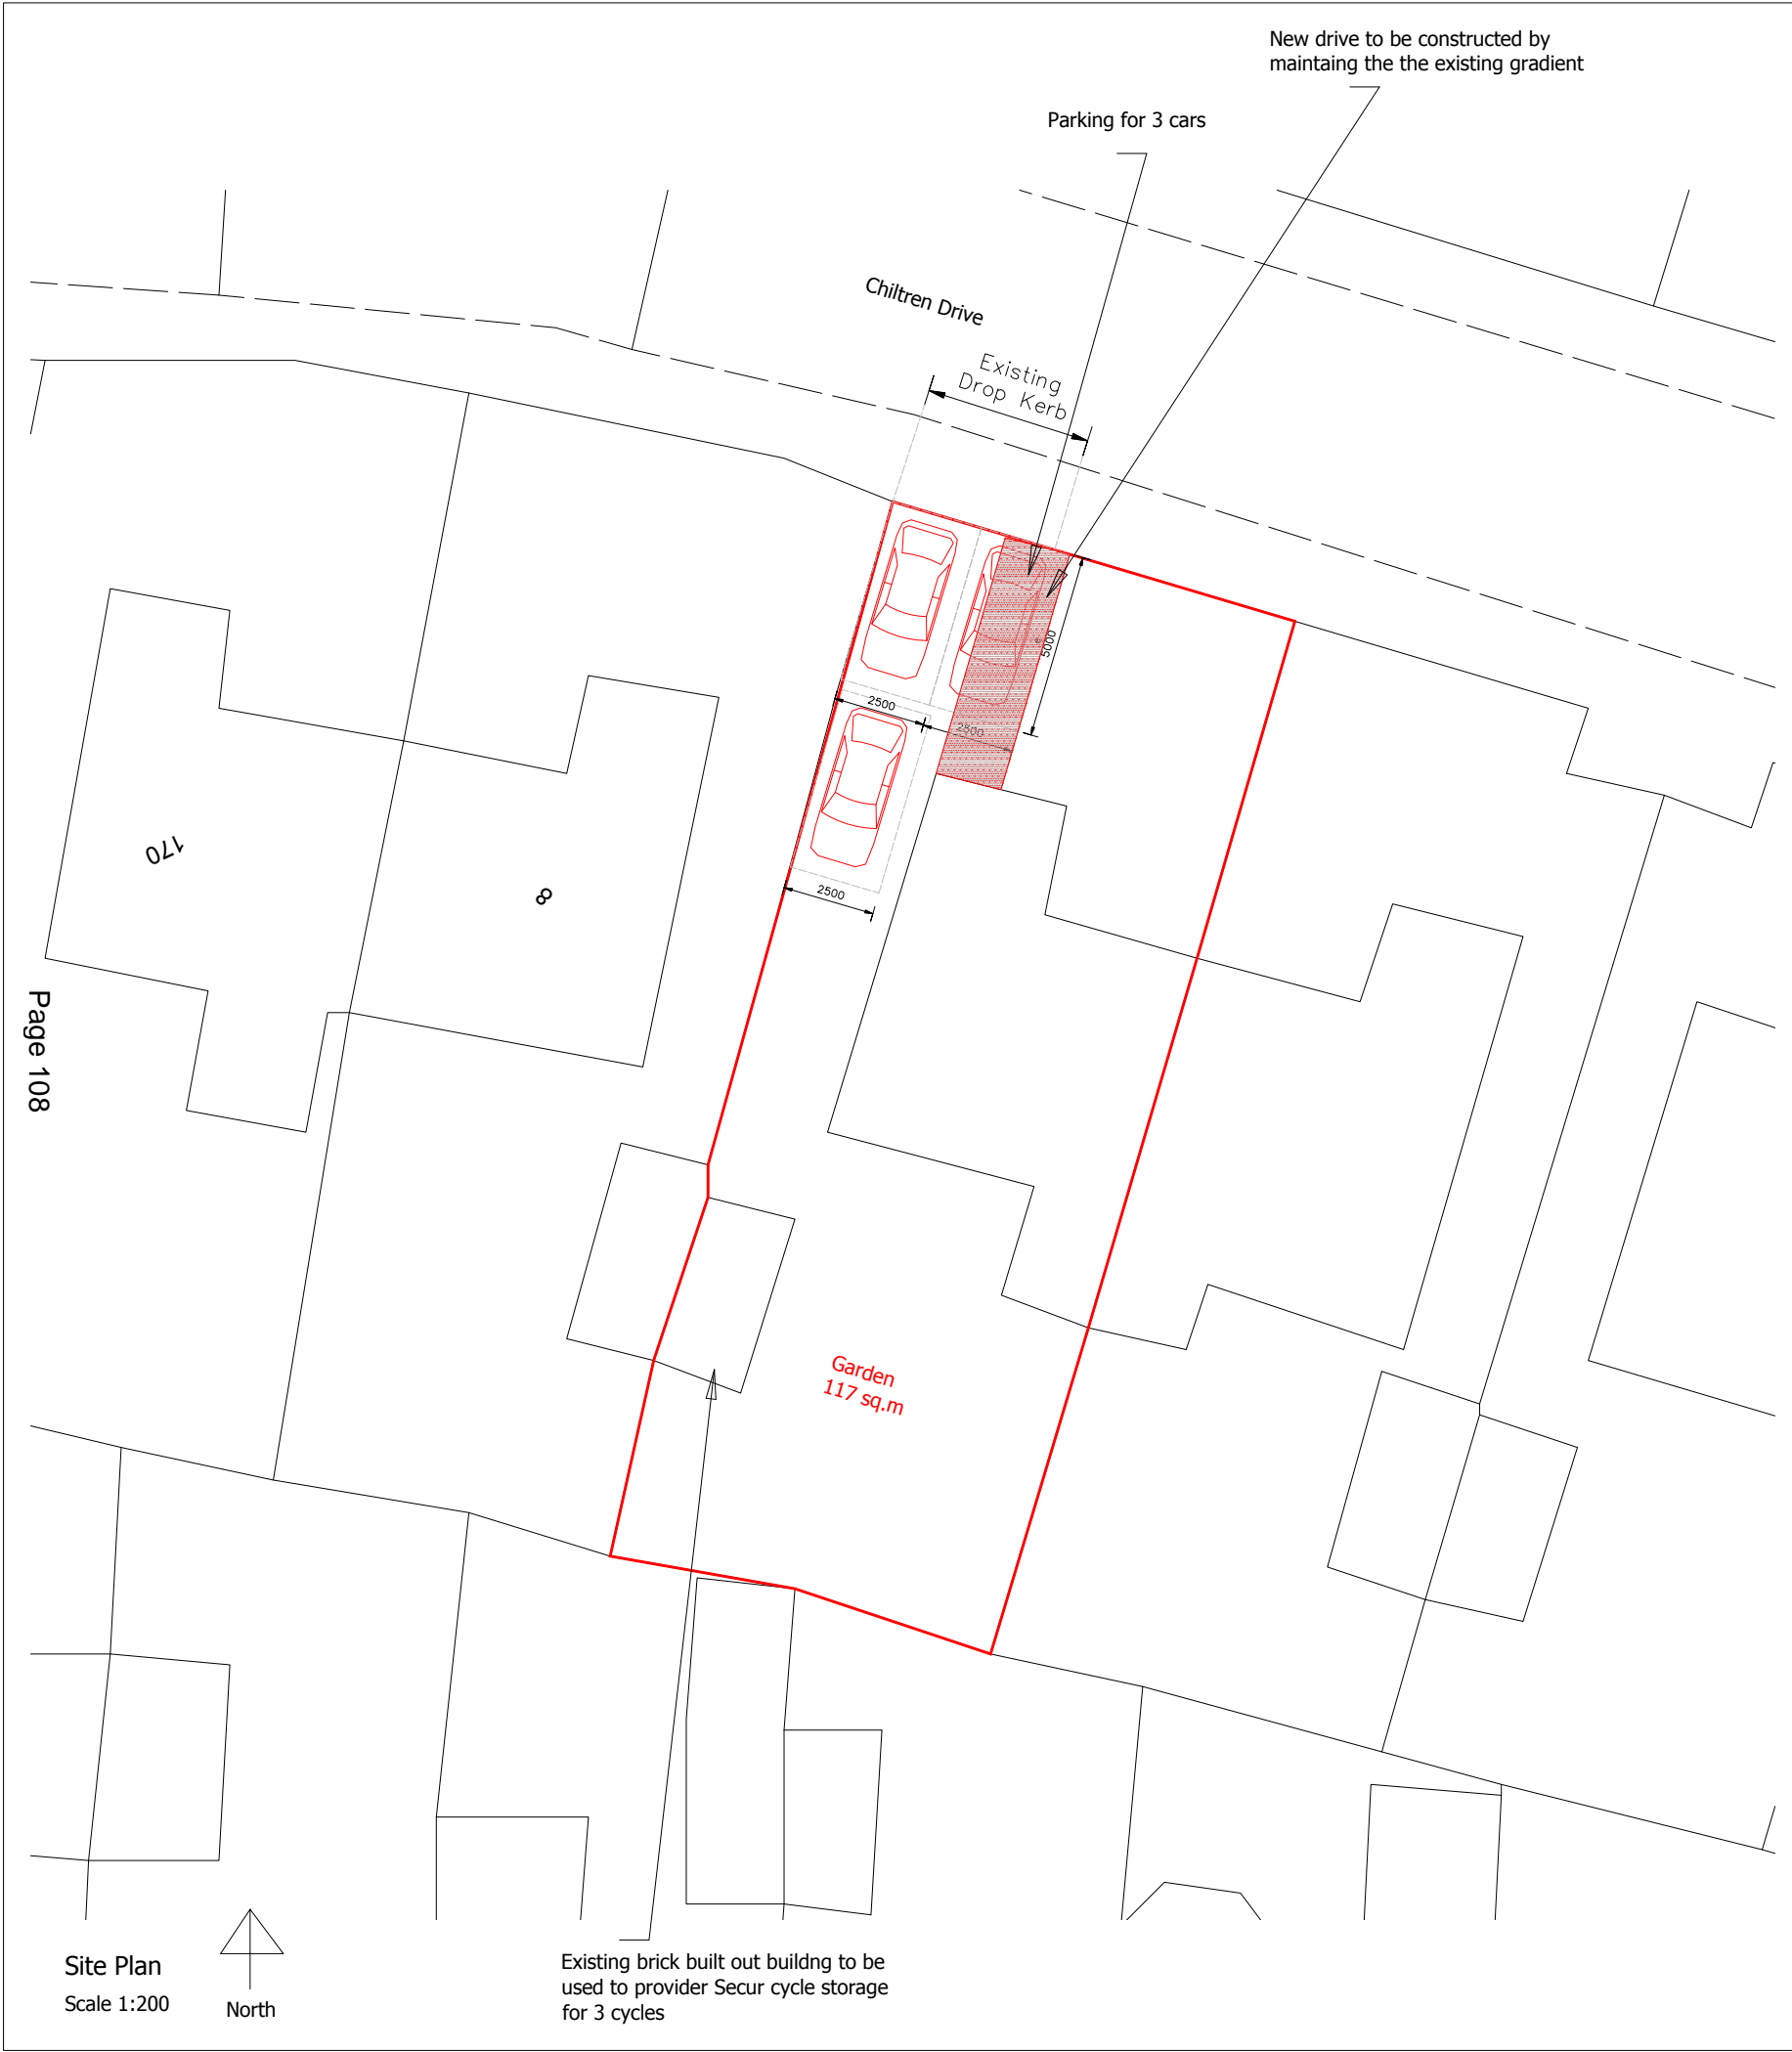 New drive to be constructed by
maintaing the the existing gradient
Parking for 3 cars
Chiltren Drive
Existing
Drop Kerb
5000
2500
2500
2500
170
8
Page 108
Garden
117 sq.m
Existing brick built out buildng to be
used to provider Secur cycle storage
for 3 cycles
Site Plan
Scale 1:200
North